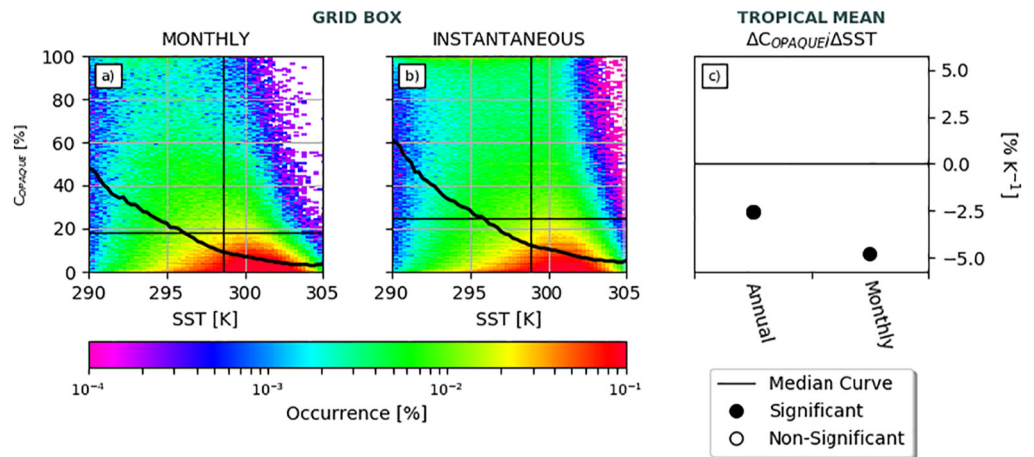 GRID BOX
MONTHLY
INSTANTANEOUS
TROPICAL MEAN
ΔC_OPAQUE/ΔSST
a)
b)
c)
C_OPAQUE [%]
100
80
60
40
20
0
290 295 300 305
SST [K]
290 295 300 305
SST [K]
5.0
2.5
0.0
−2.5
−5.0
[% K⁻¹]
Annual
Monthly
10⁻⁴ 10⁻³ 10⁻² 10⁻¹
Occurrence [%]
Median Curve
Significant
Non-Significant